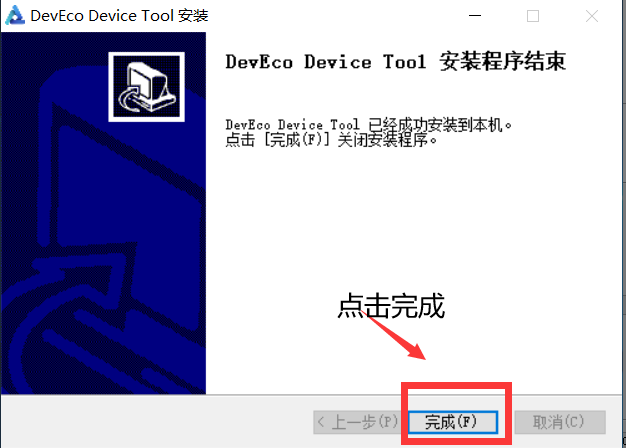 DevEco Device Tool 安装
DevEco Device Tool 安装程序结束
DevEco Device Tool 已经成功安装到本机。
点击 [完成(F)] 关闭安装程序。
点击完成
< 上一步(P)
完成(F)
取消(C)